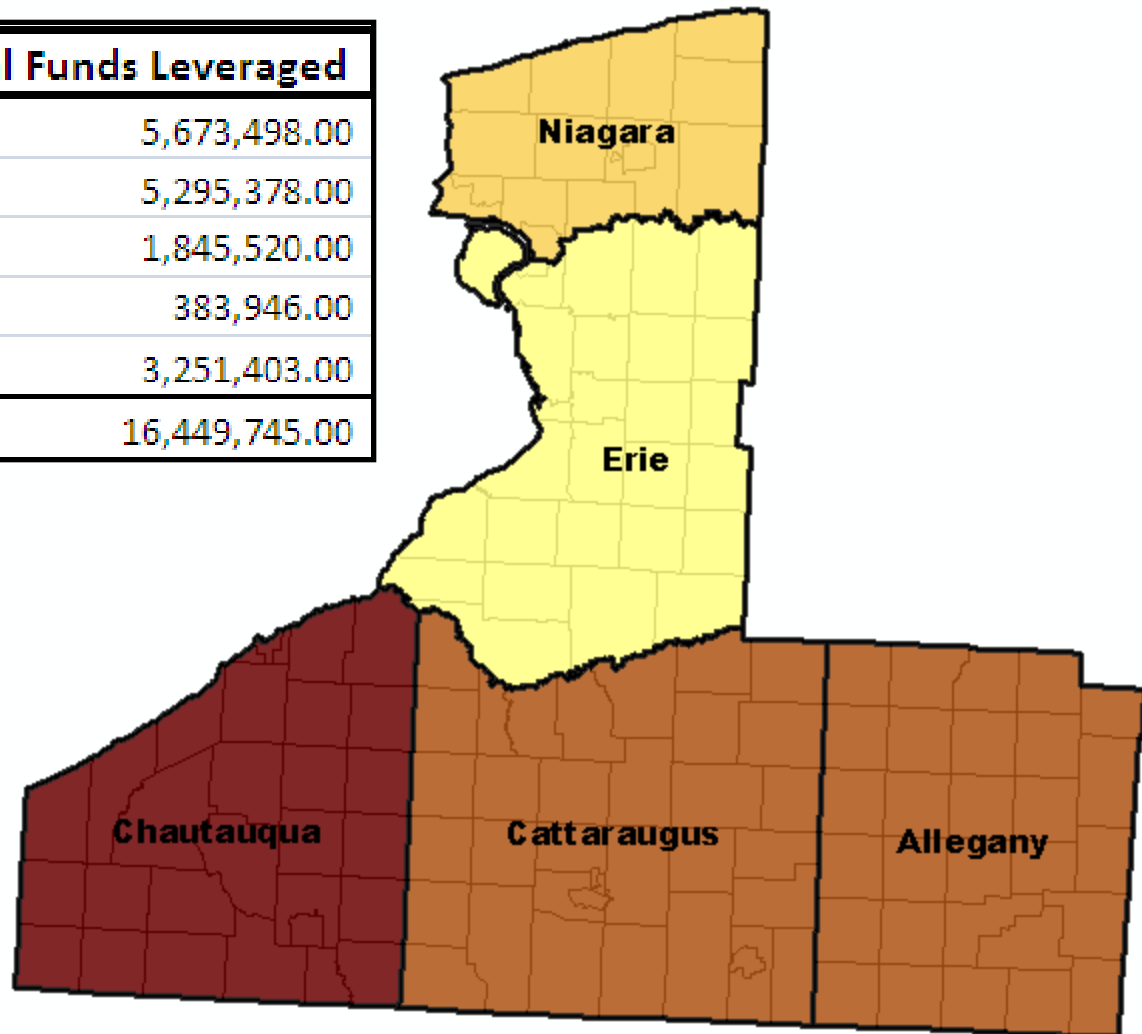 l Funds Leveraged
5,673,498.00
5,295,378.00
1,845,520.00
383,946.00
3,251,403.00
16,449,745.00
Niagara
Erie
Chautauqua
Cattaraugus
Allegany